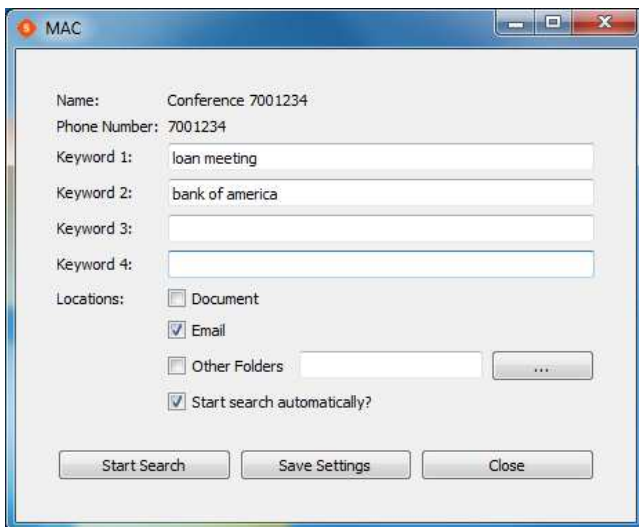 MAC
Name: Conference 7001234
Phone Number: 7001234
Keyword 1: loan meeting
Keyword 2: bank of america
Keyword 3:
Keyword 4:
Locations: Document
Email
Other Folders ...
Start search automatically?
Start Search Save Settings Close